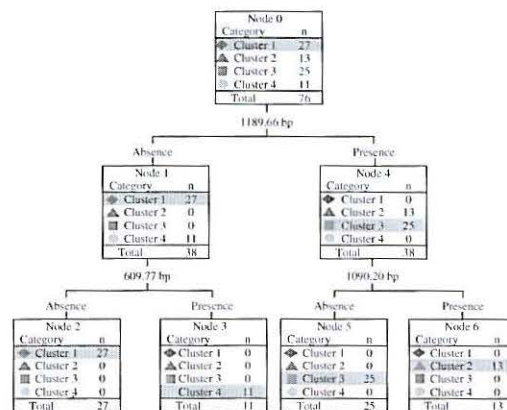 Node 0
Category n
Cluster 1 27
Cluster 2 13
Cluster 3 25
Cluster 4 11
Total 76
1189.66 bp
Absence Presence
Node 1
Category n
Cluster 1 27
Cluster 2 0
Cluster 3 0
Cluster 4 11
Total 38
Node 4
Category n
Cluster 1 0
Cluster 2 13
Cluster 3 25
Cluster 4 0
Total 38
609.77 bp
1090.20 bp
Absence Presence
Absence Presence
Node 2
Category n
Cluster 1 27
Cluster 2 0
Cluster 3 0
Cluster 4 0
Total 27
Node 3
Category n
Cluster 1 0
Cluster 2 0
Cluster 3 0
Cluster 4 11
Total 11
Node 5
Category n
Cluster 1 0
Cluster 2 0
Cluster 3 25
Cluster 4 0
Total 25
Node 6
Category n
Cluster 1 0
Cluster 2 13
Cluster 3 0
Cluster 4 0
Total 13